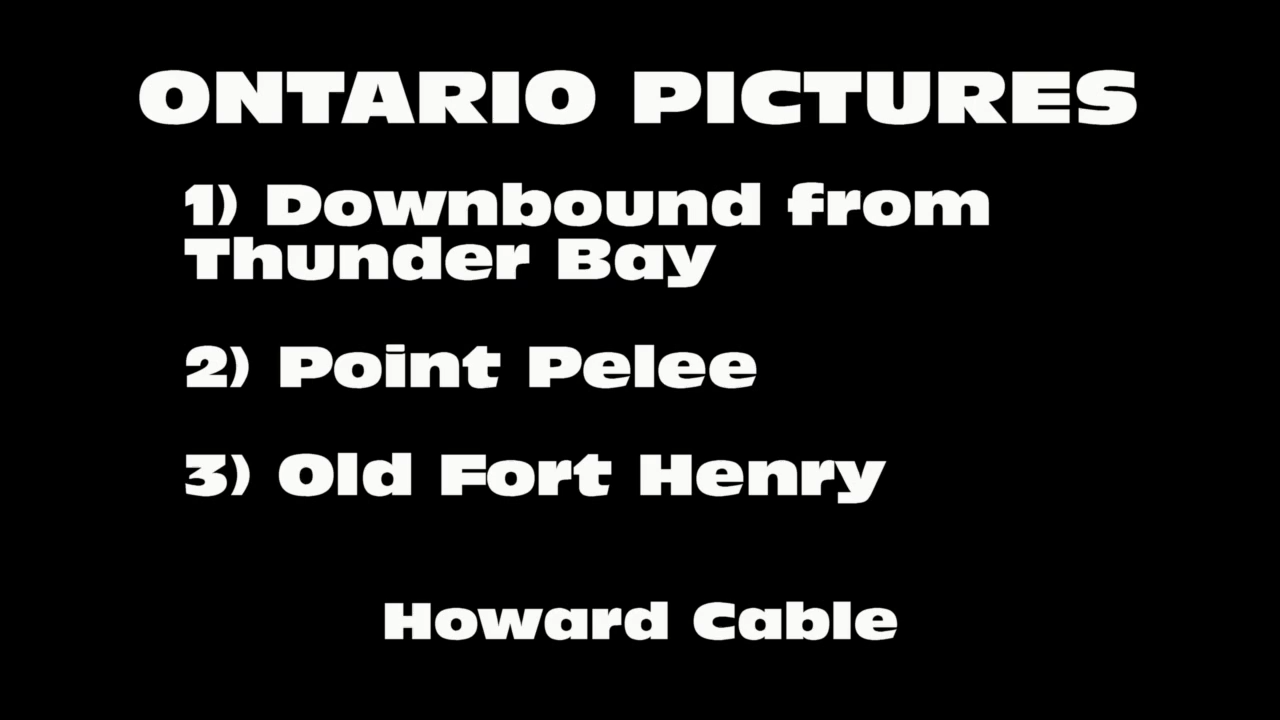 ONTARIO PICTURES
1) Downbound from
Thunder Bay
2) Point Pelee
3) Old Fort Henry
Howard Cable